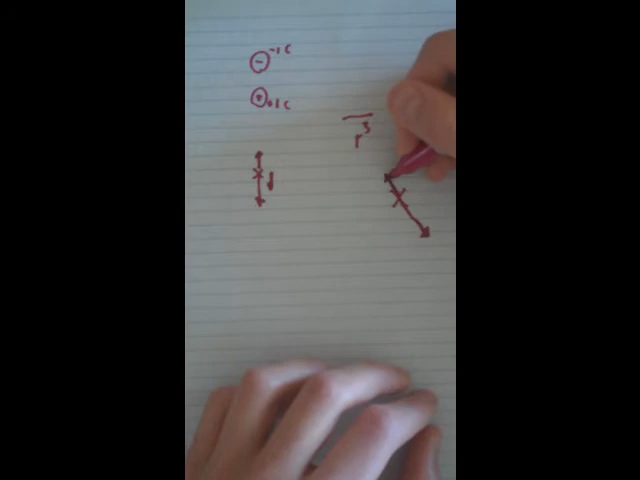 ⊖ -1C
⊕ +1C
r³